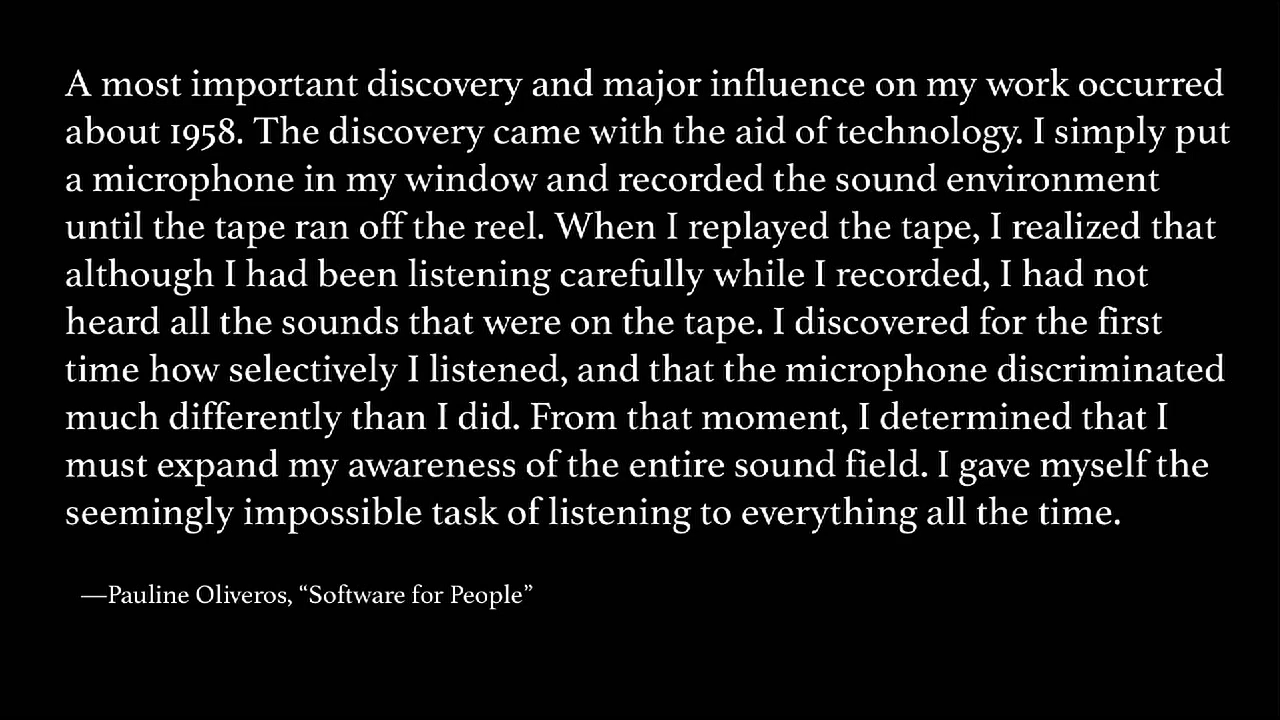 A most important discovery and major influence on my work occurred
about 1958. The discovery came with the aid of technology. I simply put
a microphone in my window and recorded the sound environment
until the tape ran off the reel. When I replayed the tape, I realized that
although I had been listening carefully while I recorded, I had not
heard all the sounds that were on the tape. I discovered for the first
time how selectively I listened, and that the microphone discriminated
much differently than I did. From that moment, I determined that I
must expand my awareness of the entire sound field. I gave myself the
seemingly impossible task of listening to everything all the time.
—Pauline Oliveros, “Software for People”